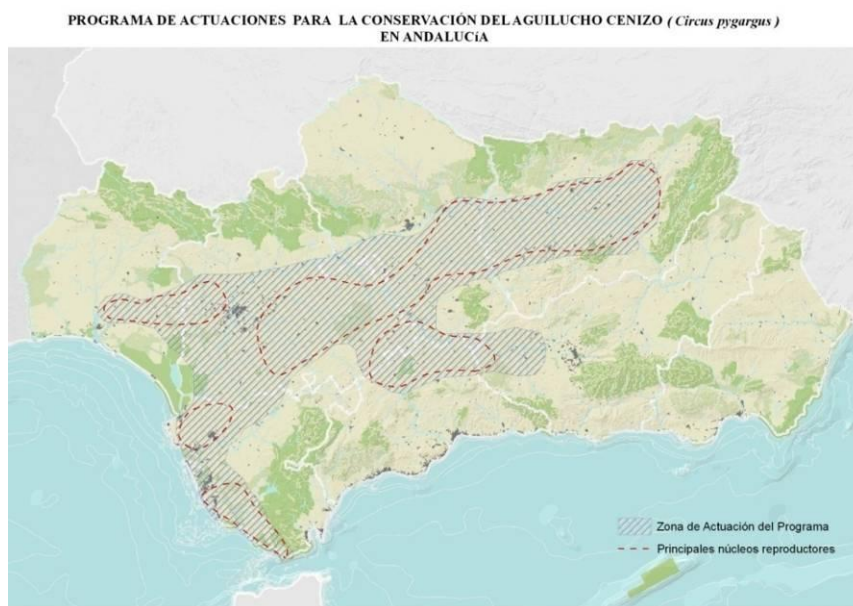 PROGRAMA DE ACTUACIONES PARA LA CONSERVACIÓN DEL AGUILUCHO CENIZO ( Circus pygargus )
EN ANDALUCíA
Zona de Actuación del Programa
Principales núcleos reproductores